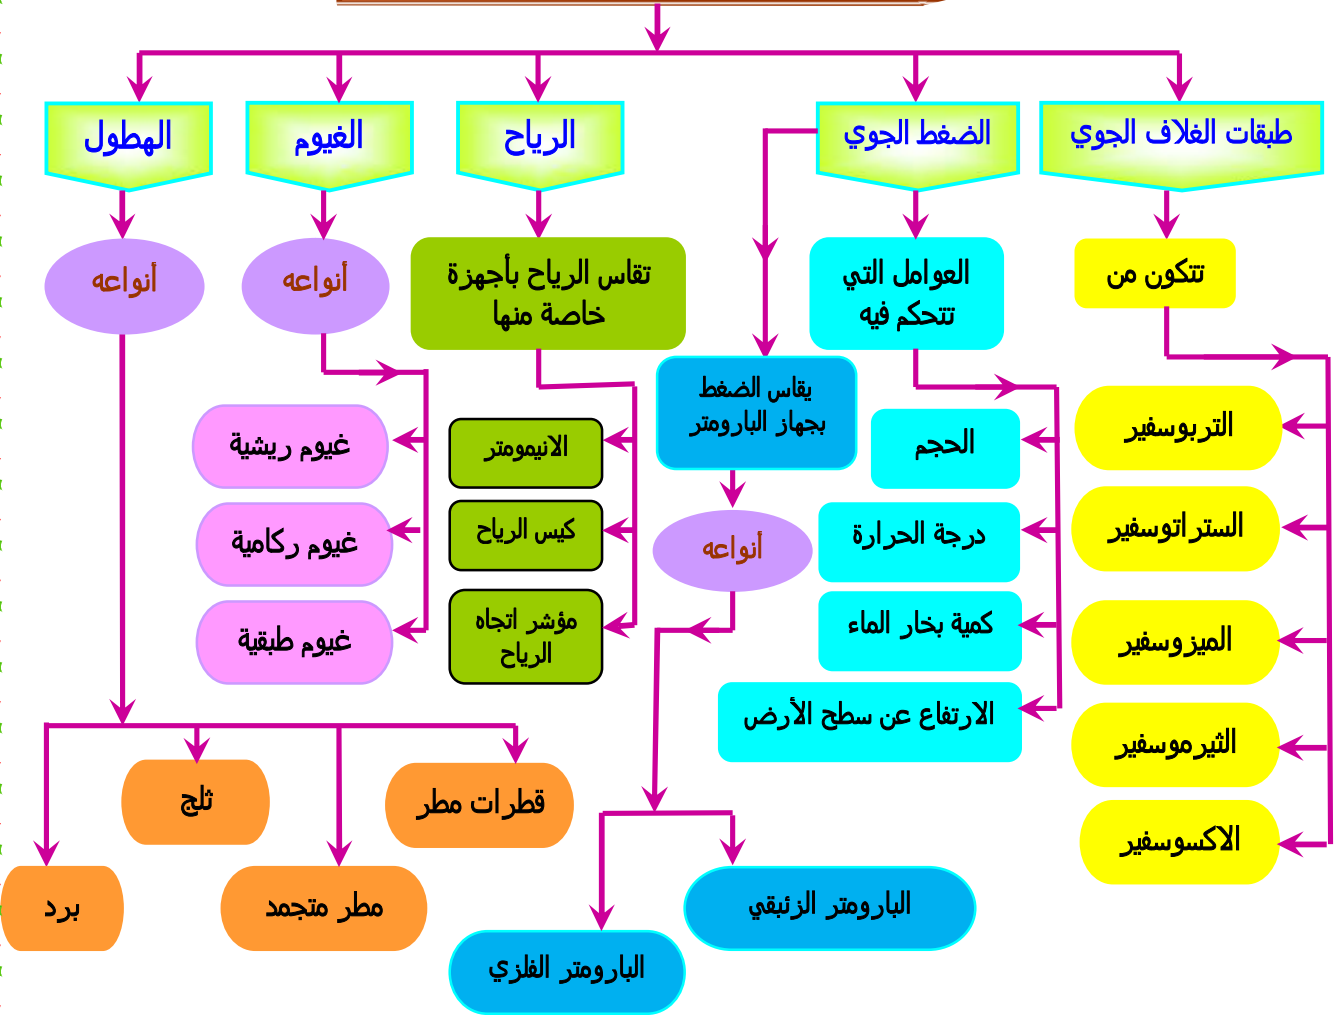 طبقات الغلاف الجوي
الضغط الجوي
الرياح
الغيوم
الهطول
تتكون من
العوامل التي
تتحكم فيه
تقاس الرياح بأجهزة
خاصة منها
أنواعه
أنواعه
يقاس الضغط
بجهاز البارومتر
التربوسفير
الحجم
الانيمومتر
غيوم ريشية
الستراتوسفير
درجة الحرارة
أنواعه
كيس الرياح
غيوم ركامية
الميزوسفير
كمية بخار الماء
مؤشر اتجاه
الرياح
غيوم طبقية
الثيرموسفير
الارتفاع عن سطح الأرض
قطرات مطر
ثلج
الاكسوسفير
البارومتر الزئبقي
مطر متجمد
برد
البارومتر الفلزي